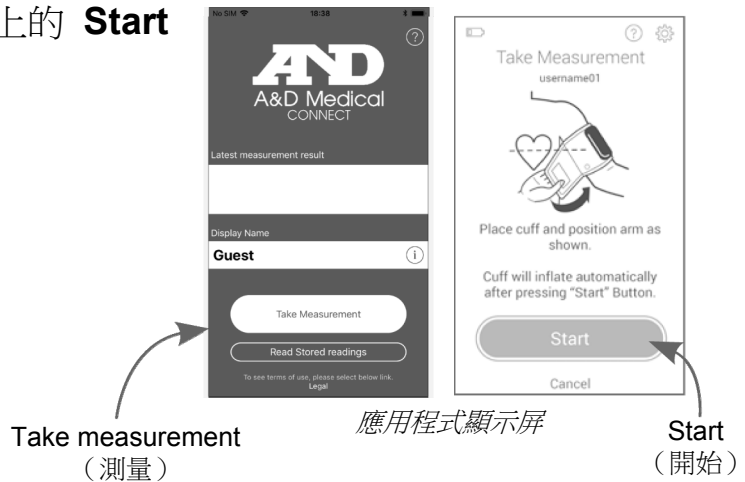 上的 Start
No SIM 18:38
?
AND
A&D Medical
CONNECT
Latest measurement result
Display Name
Guest
i
Take Measurement
Read Stored readings
To see terms of use, please select below link.
Legal
?
Take Measurement
username01
Place cuff and position arm as
shown.
Cuff will inflate automatically
after pressing “Start” Button.
Start
Cancel
應用程式顯示屏
Take measurement
（測量）
Start
（開始）